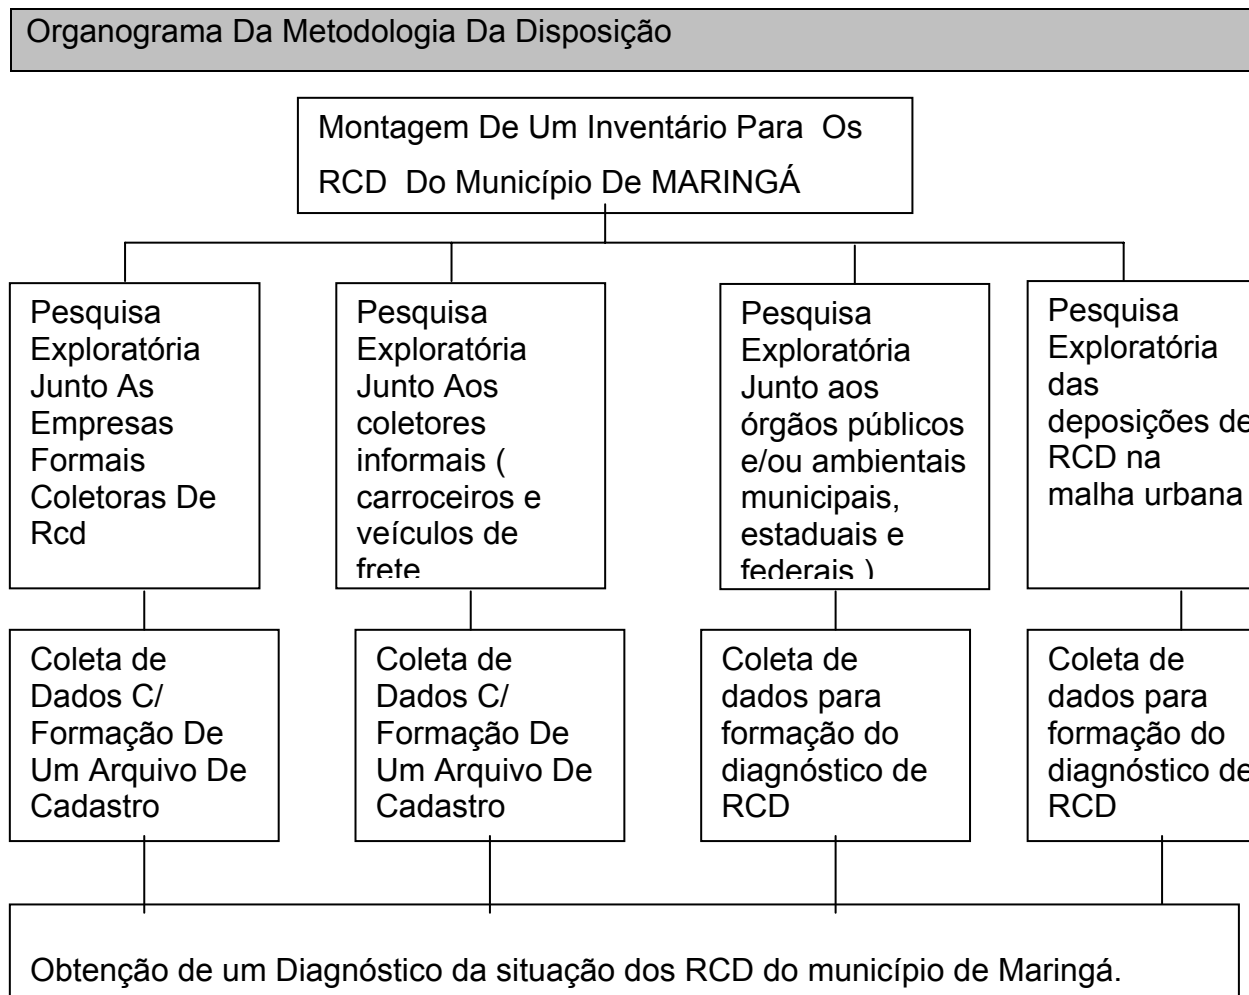 Organograma Da Metodologia Da Disposição
Montagem De Um Inventário Para Os
RCD Do Município De MARINGÁ
Pesquisa
Exploratória
Junto As
Empresas
Formais
Coletoras De
Rcd
Pesquisa
Exploratória
Junto Aos
coletores
informais (
carroceiros e
veículos de
frete
Pesquisa
Exploratória
Junto aos
órgãos públicos
e/ou ambientais
municipais,
estaduais e
federais )
Pesquisa
Exploratória
das
deposições de
RCD na
malha urbana
Coleta de
Dados C/
Formação De
Um Arquivo De
Cadastro
Coleta de
Dados C/
Formação De
Um Arquivo De
Cadastro
Coleta de
dados para
formação do
diagnóstico de
RCD
Coleta de
dados para
formação do
diagnóstico de
RCD
Obtenção de um Diagnóstico da situação dos RCD do município de Maringá.